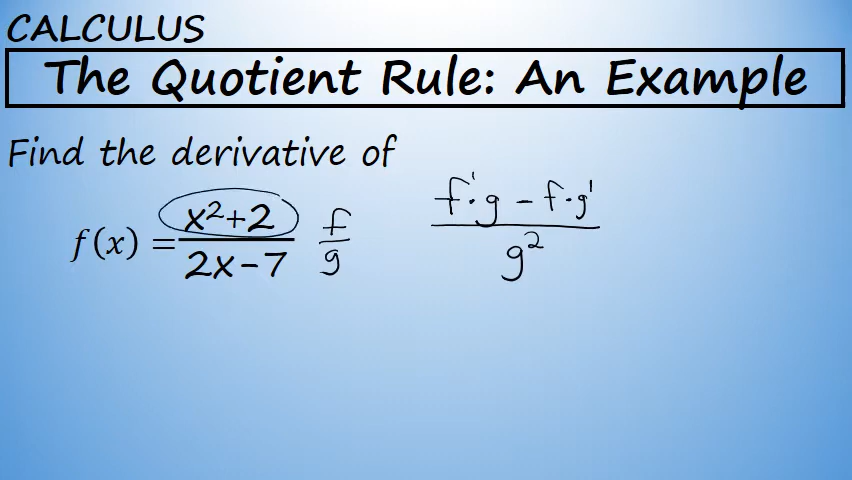 CALCULUS
The Quotient Rule: An Example
Find the derivative of
f(x) = (x²+2)/(2x-7) f/g (f'·g - f·g')/g²